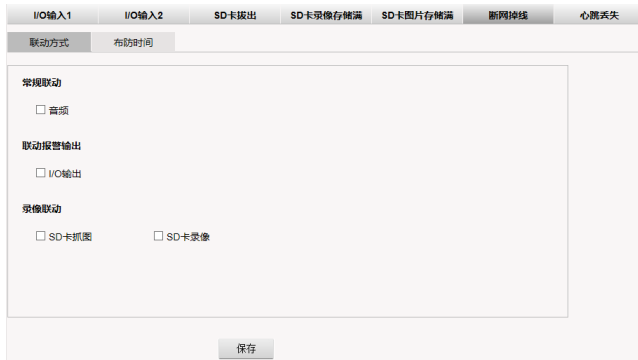 I/O输入1 I/O输入2 SD卡拔出 SD卡录像存储满 SD卡图片存储满 断网掉线 心跳丢失
联动方式 布防时间
常规联动
音频
联动报警输出
I/O输出
录像联动
SD卡抓图 SD卡录像
保存